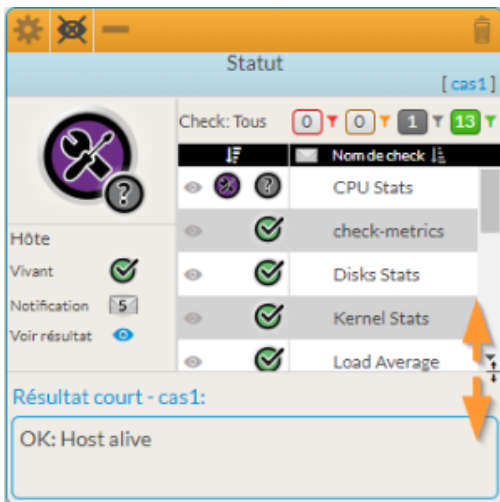 Statut
[ cas1 ]
Check: Tous 0 0 1 13
Nom de check
? CPU Stats
check-metrics
Hôte
Vivant
Disks Stats
Notification 5
Kernel Stats
Voir résultat
Load Average
Résultat court - cas1:
OK: Host alive